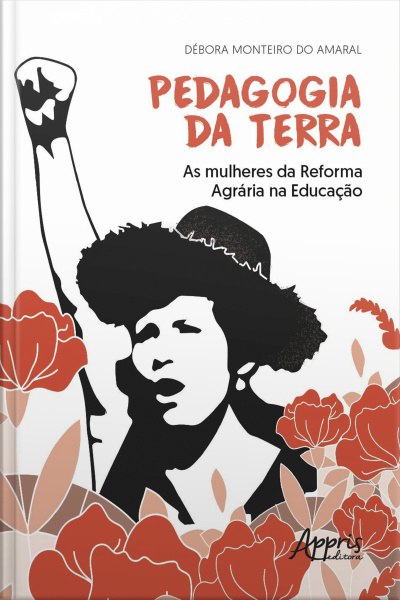 DÉBORA MONTEIRO DO AMARAL
PEDAGOGIA
DA TERRA
As mulheres da Reforma
Agrária na Educação
Appris
editora